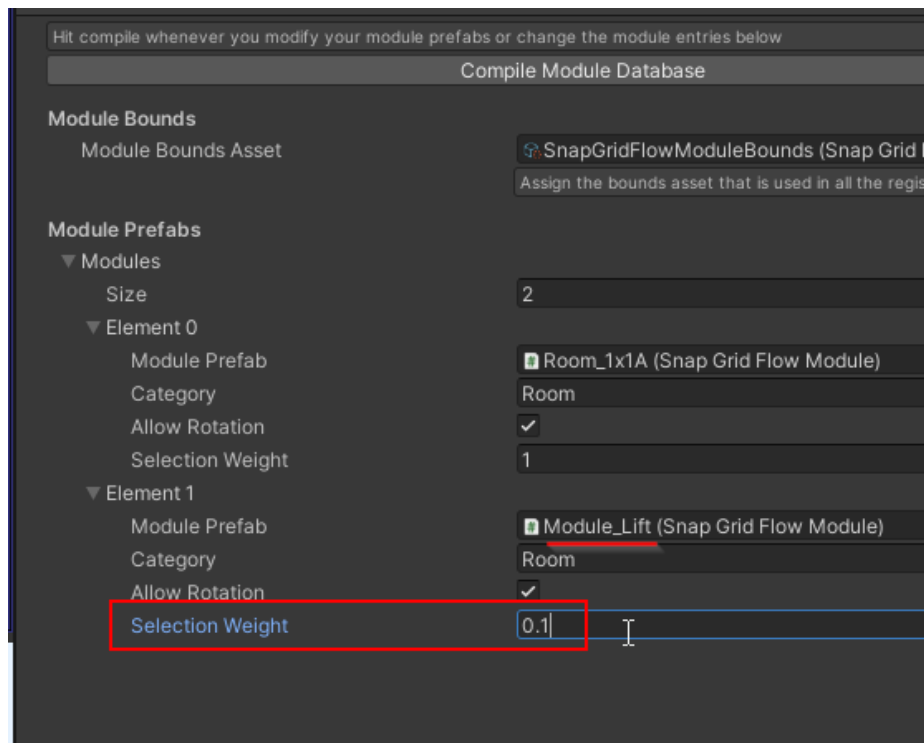 Hit compile whenever you modify your module prefabs or change the module entries below
Compile Module Database
Module Bounds
Module Bounds Asset SnapGridFlowModuleBounds (Snap Grid
Assign the bounds asset that is used in all the
Module Prefabs
Modules
Size 2
Element 0
Module Prefab Room_1x1A (Snap Grid Flow Module)
Category Room
Allow Rotation
Selection Weight 1
Element 1
Module Prefab Module_Lift (Snap Grid Flow Module)
Category Room
Allow Rotation
Selection Weight 0.1